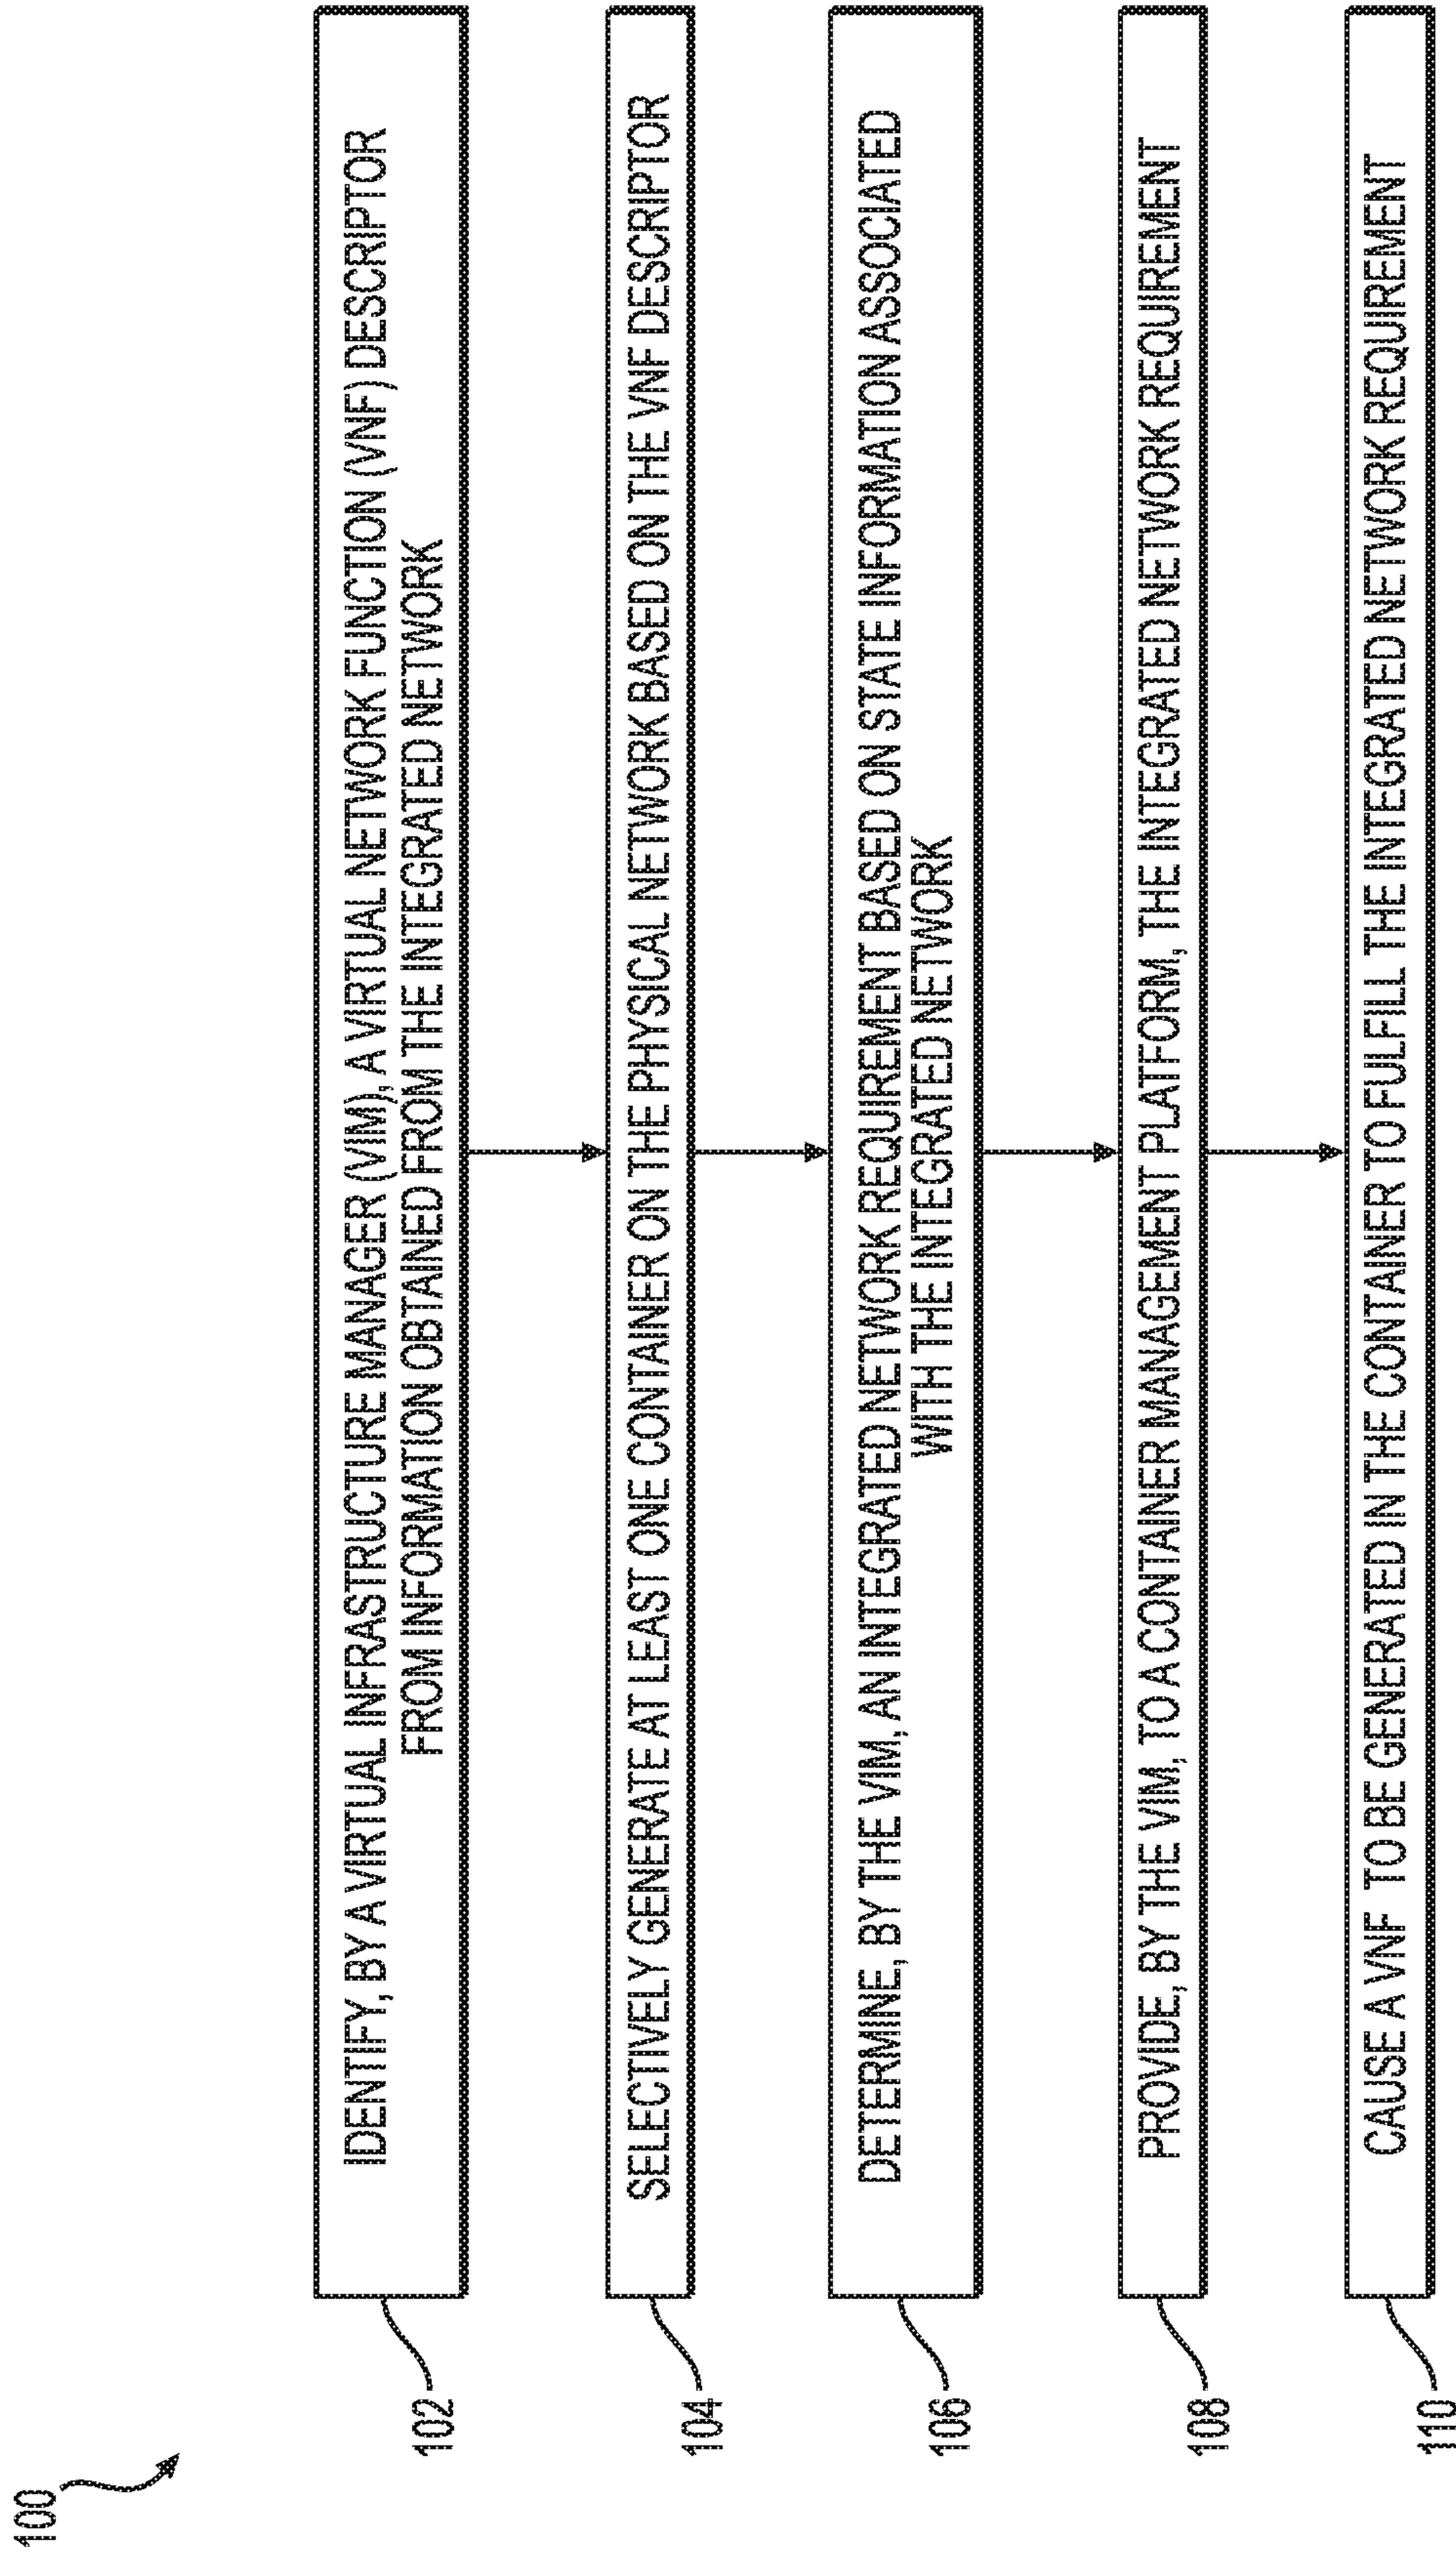 100
102
IDENTIFY, BY A VIRTUAL INFRASTRUCTURE MANAGER (VIM), A VIRTUAL NETWORK FUNCTION (VNF) DESCRIPTOR
FROM INFORMATION OBTAINED FROM THE INTEGRATED NETWORK
104
SELECTIVELY GENERATE AT LEAST ONE CONTAINER ON THE PHYSICAL NETWORK BASED ON THE VNF DESCRIPTOR
106
DETERMINE, BY THE VIM, AN INTEGRATED NETWORK REQUIREMENT BASED ON STATE INFORMATION ASSOCIATED
WITH THE INTEGRATED NETWORK
108
PROVIDE, BY THE VIM, TO A CONTAINER MANAGEMENT PLATFORM, THE INTEGRATED NETWORK REQUIREMENT
110
CAUSE A VNF TO BE GENERATED IN THE CONTAINER TO FULFILL THE INTEGRATED NETWORK REQUIREMENT